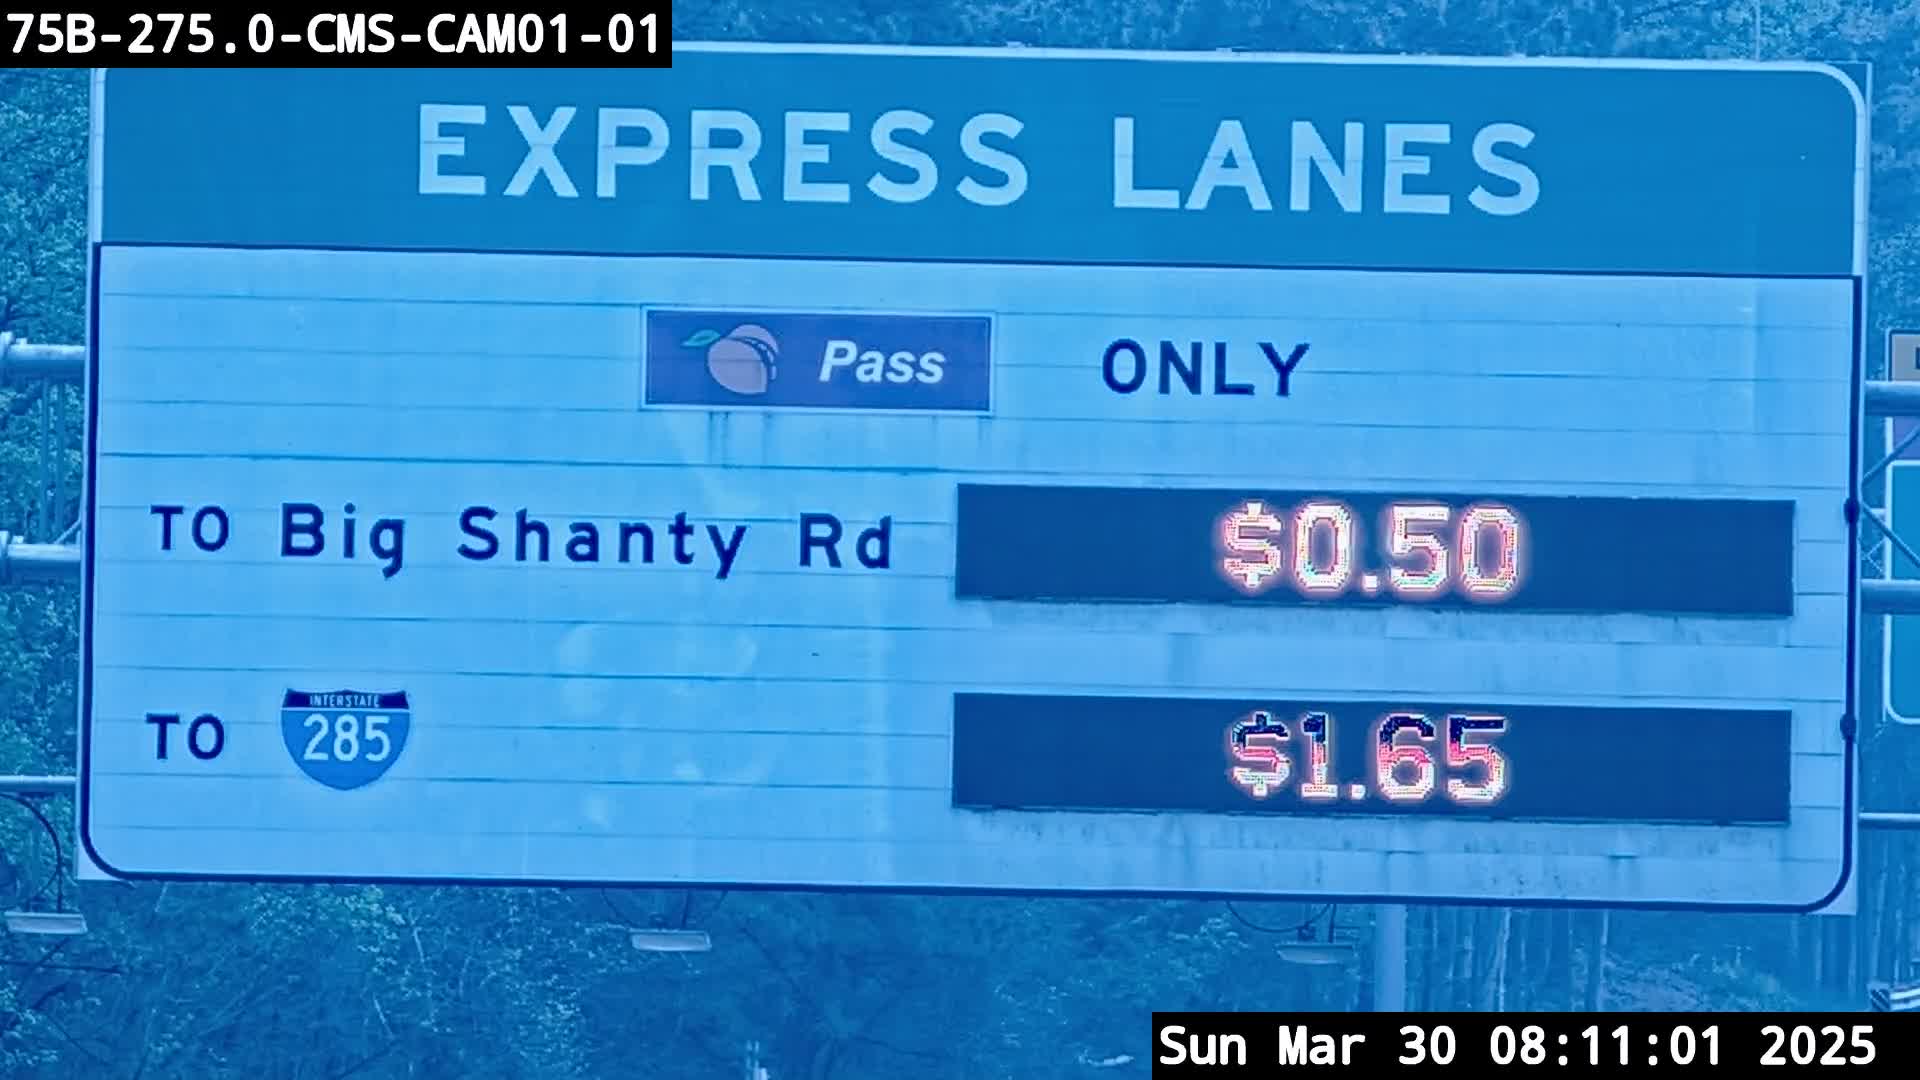 75B-275.0-CMS-CAM01-01
EXPRESS LANES
Pass ONLY
TO Big Shanty Rd $0.50
INTERSTATE
TO 285 $1.65
Sun Mar 30 08:11:01 2025